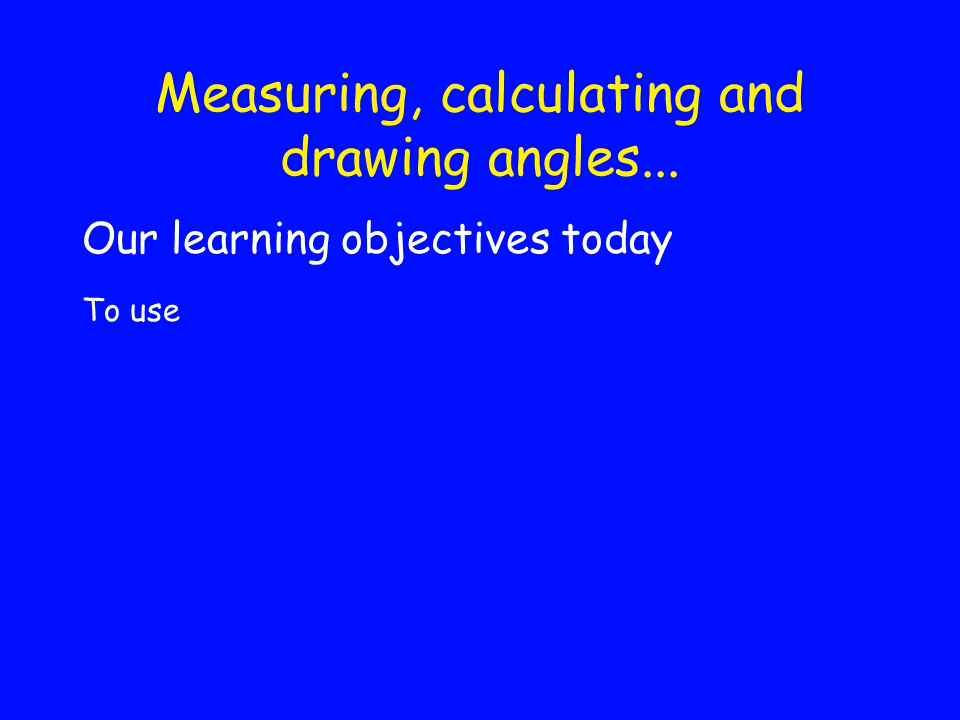 Measuring, calculating and
drawing angles...
Our learning objectives today
To use